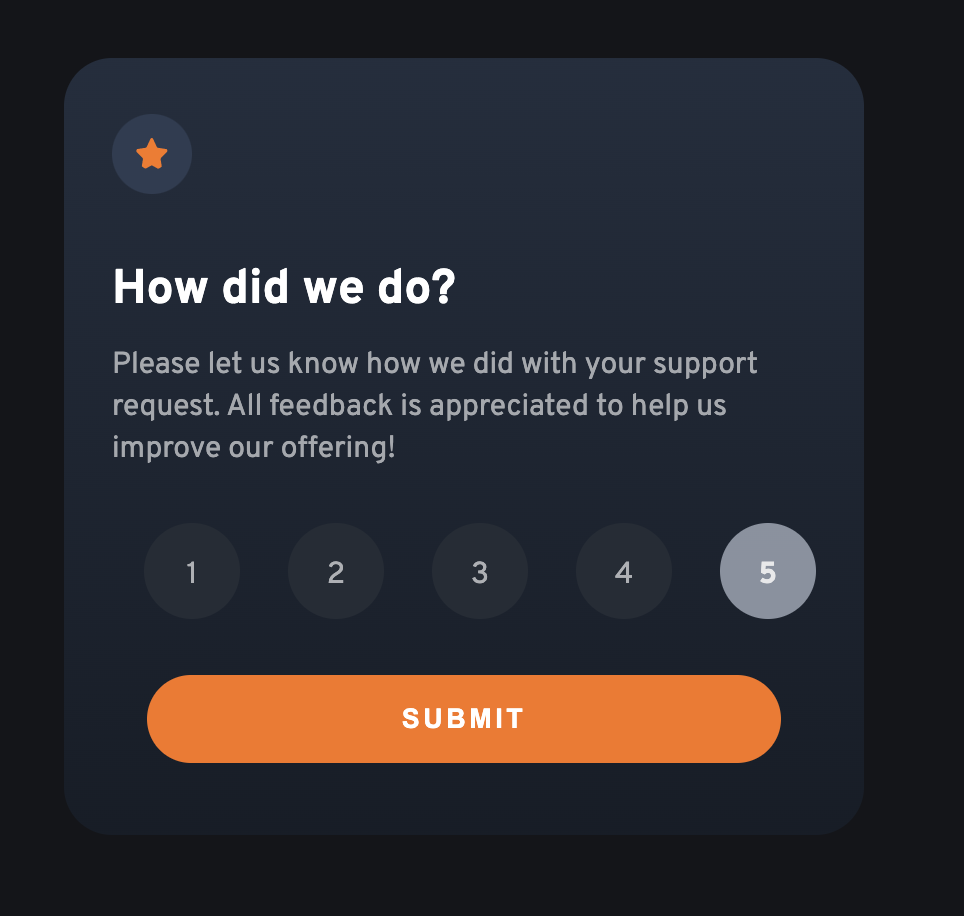 How did we do?
Please let us know how we did with your support
request. All feedback is appreciated to help us
improve our offering!
1 2 3 4 5
SUBMIT